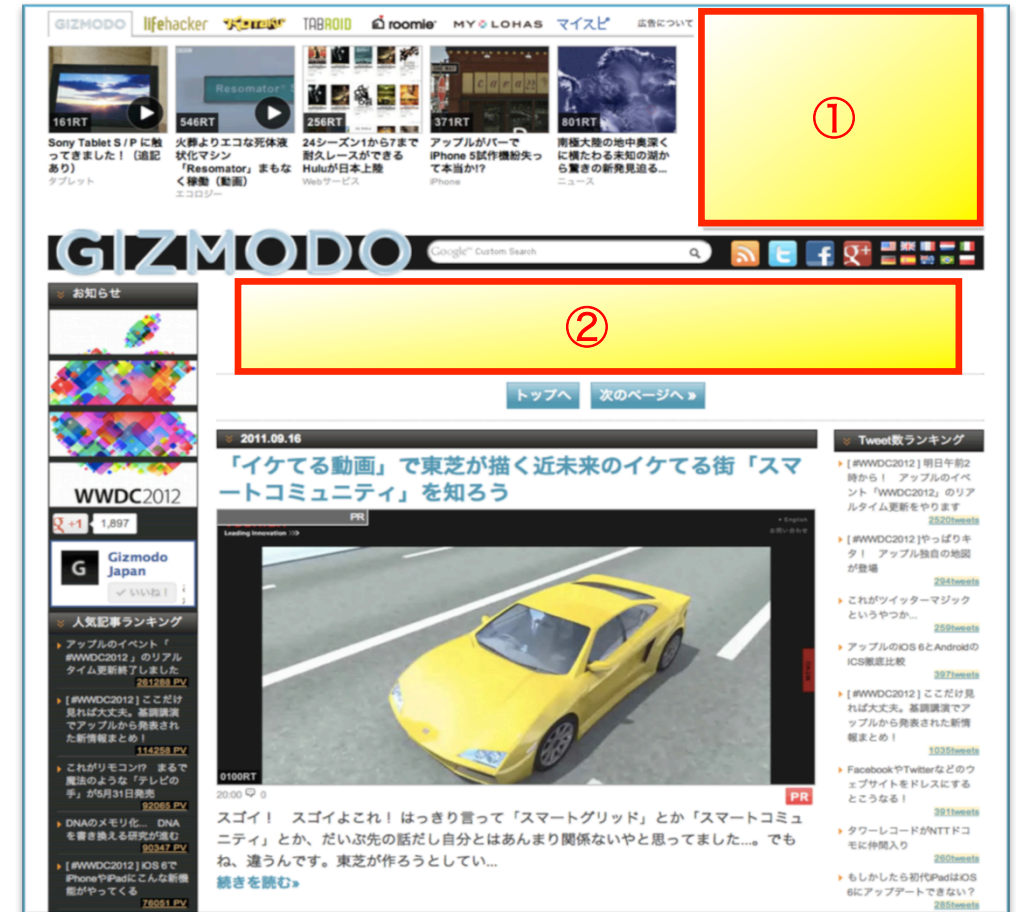 GIZMODO lifehacker Kotaku TABROID roomie MYLOHAS マイスピ 広告について
①
Resomator
161RT
546RT
256RT
371RT
801RT
Sony Tablet S / P に触
ってきました！（追記
あり）
タブレット
火葬よりエコな死体液
状化マシン
「Resomator」まもな
く稼働（動画）
エコロジー
24シーズン1から7まで
耐久レースができる
Huluが日本上陸
Webサービス
アップルがバーで
iPhone 5試作機紛失っ
て本当か!?
iPhone
南極大陸の地中奥深く
に横たわる未知の湖か
ら驚きの新発見迫る...
ニュース
GIZMODO
Google™ Custom Search
お知らせ
②
トップへ
次のページへ »
WWDC2012
+1 1,897
G
Gizmodo
Japan
いいね！
人気記事ランキング
アップルのイベント「
#WWDC2012 」のリアル
タイム更新終了しました
261288 PV
[ #WWDC2012 ] ここだけ
見れば大丈夫。基調講演
でアップルから発表され
た新情報まとめ！
114258 PV
これがリモコン!? まるで
魔法のような「テレビの
手」が5月31日発売
92065 PV
DNAのメモリ化... DNA
を書き換える研究が進む
90347 PV
[ #WWDC2012 ] iOS 6で
iPhoneやiPadにこんな新機
能がやってくる
76051 PV
2011.09.16
「イケてる動画」で東芝が描く近未来のイケてる街「スマ
ートコミュニティ」を知ろう
PR
Leading Innovation >>>
English
お問い合わせ
0100RT
20:00 0
PR
スゴイ！ スゴイよこれ！ はっきり言って「スマートグリッド」とか「スマートコミュ
ニティ」とか、だいぶ先の話だし自分とはあんまり関係ないやと思ってました...。でも
ね、違うんです。東芝が作ろうとしてい...
続きを読む»
Tweet数ランキング
[ #WWDC2012 ] 明日午前2
時から！ アップルのイベ
ント「WWDC2012」のリア
ルタイム更新をやります
2520tweets
[ #WWDC2012 ]やっぱりキ
タ！ アップル独自の地図
が登場
294tweets
これがツイッターマジック
というやつか...
259tweets
アップルのiOS 6とAndroidの
ICS徹底比較
397tweets
[ #WWDC2012 ] ここだけ見
れば大丈夫。基調講演でア
ップルから発表された新情
報まとめ！
1035tweets
FacebookやTwitterなどのウ
ェブサイトをドレスにする
とこうなる！
391tweets
タワーレコードがNTTドコ
モに仲間入り
260tweets
もしかしたら初代iPadはiOS
6にアップデートできない？
285tweets